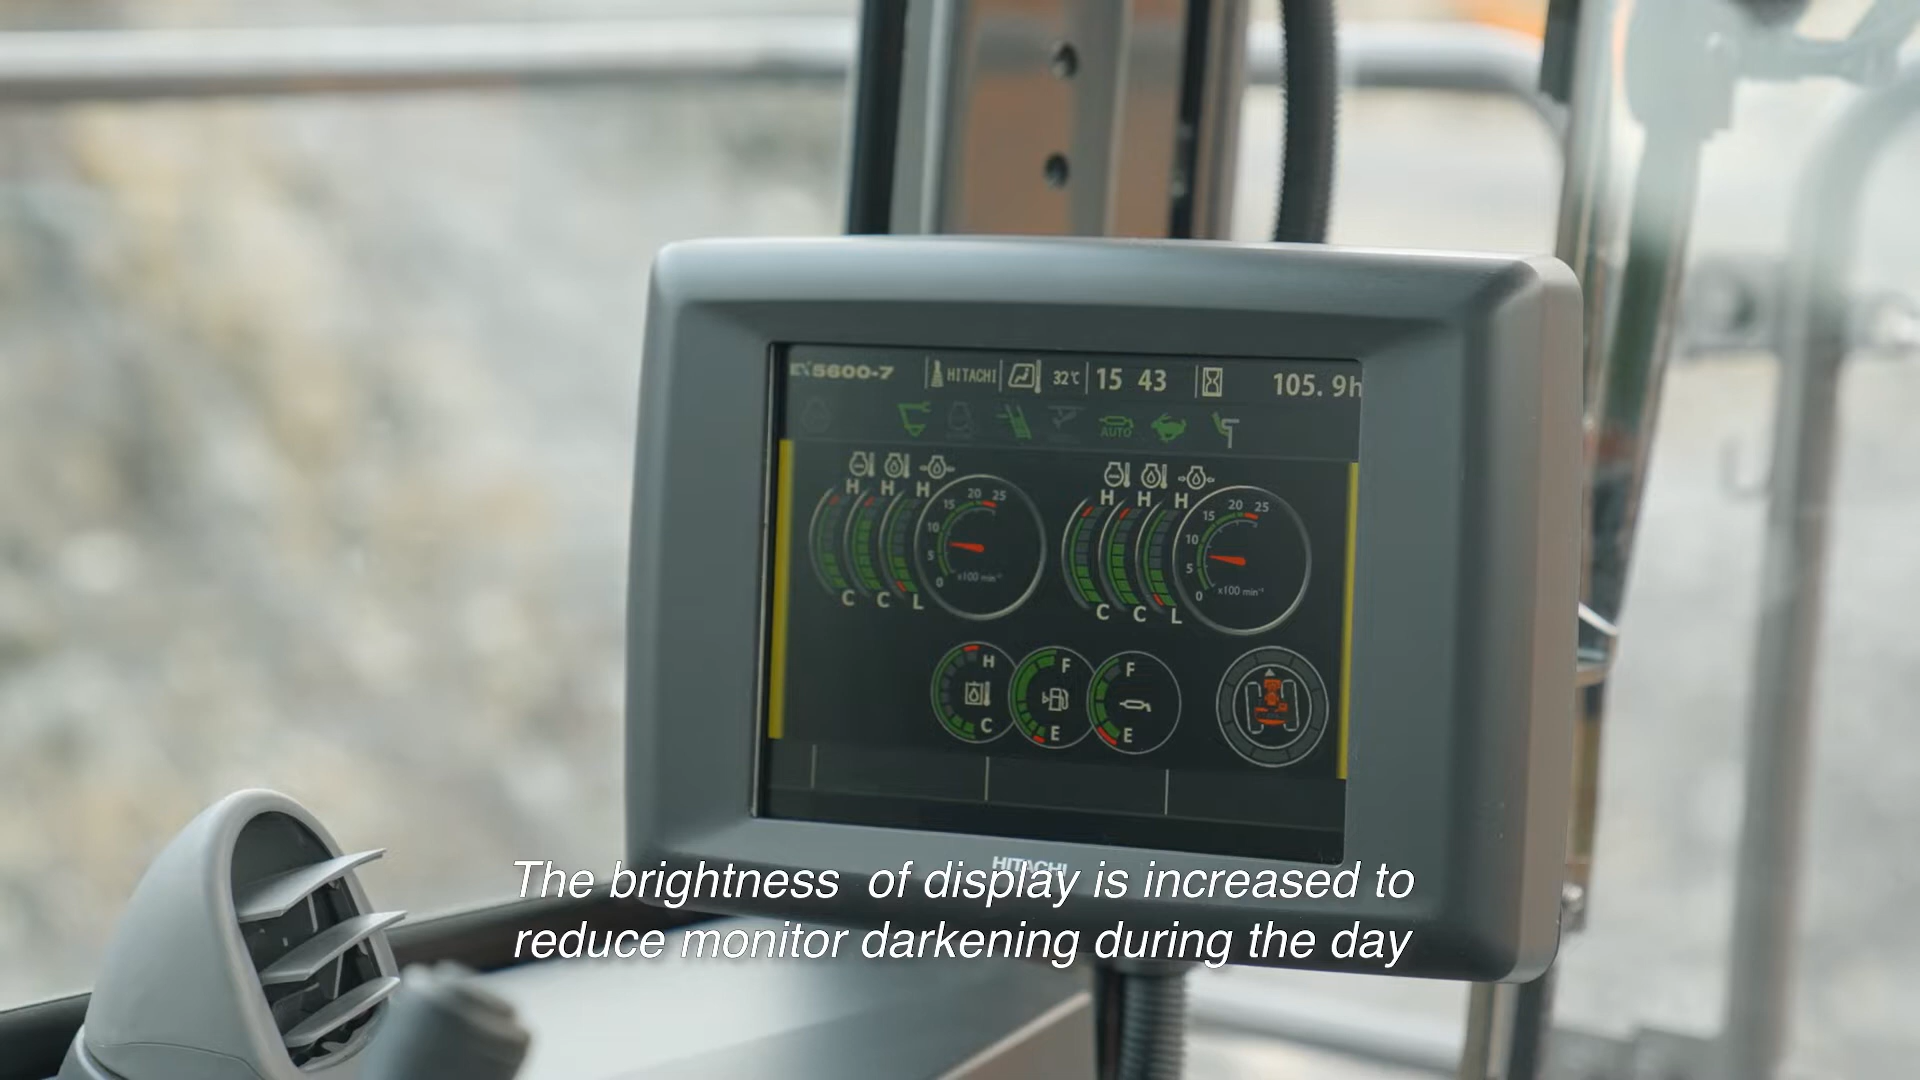 EX5600-7 HITACHI 32℃ 15 43 105.9h
AUTO
H H H 0 5 10 15 20 25 x100 min⁻¹
C C L
H H H 0 5 10 15 20 25 x100 min⁻¹
C C L
H F F
C E E
HITACHI
The brightness of display is increased to
reduce monitor darkening during the day